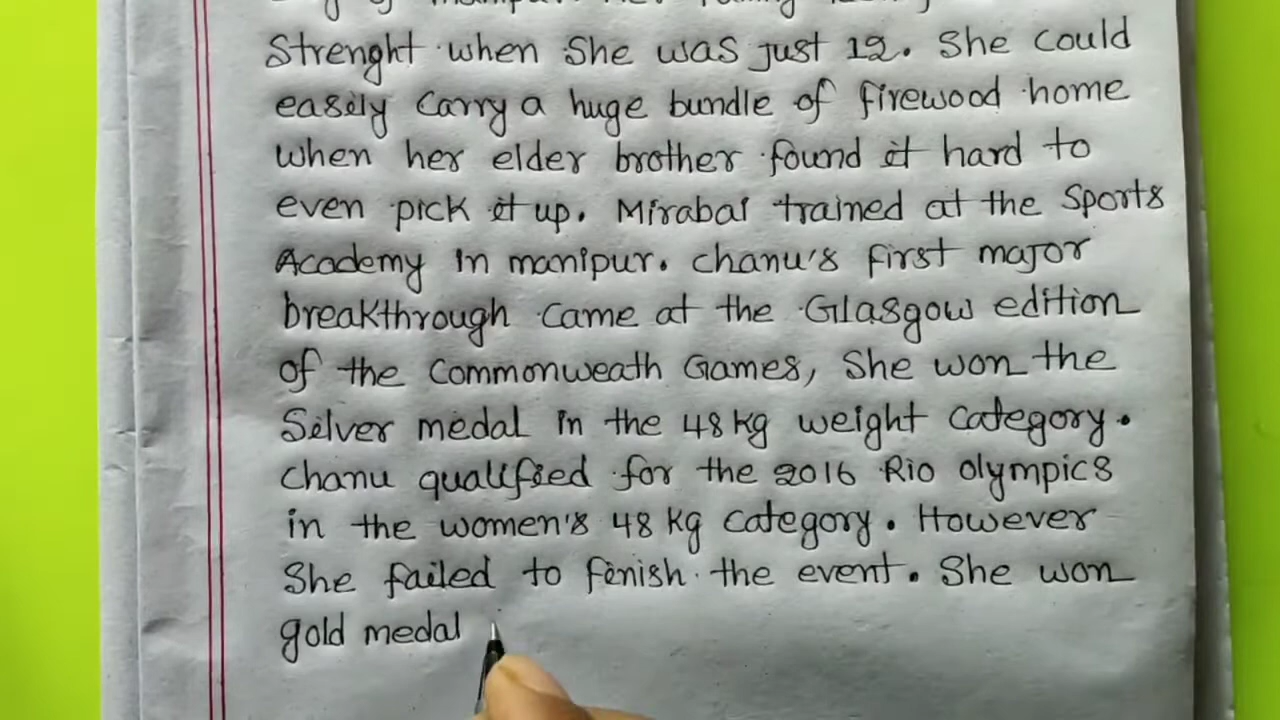 Strenght when She was just 12. She could
easily carry a huge bundle of firewood home
when her elder brother found it hard to
even pick it up. Mirabai trained at the Sports
Academy in manipur. chanu's first major
breakthrough came at the Glasgow edition
of the Commonweath Games, She won the
Silver medal in the 48 kg weight category.
Chanu qualified for the 2016 Rio Olympics
in the women's 48 kg category. However
She failed to finish the event. She won
gold medal